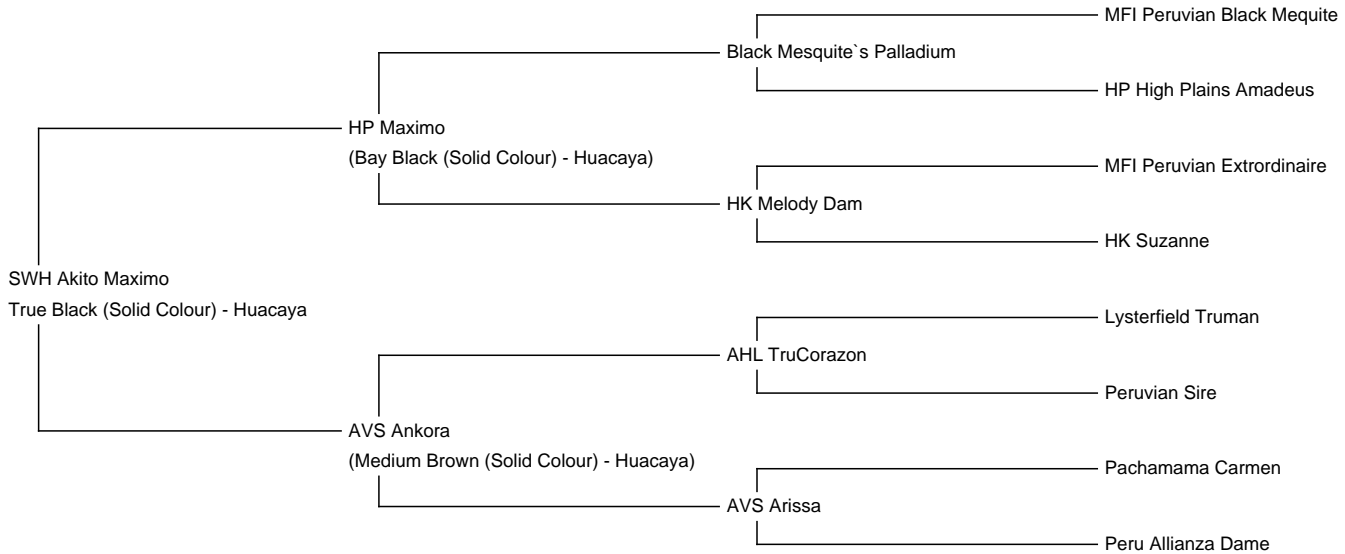 MFI Peruvian Black Mequite
Black Mesquite`s Palladium
HP High Plains Amadeus
HP Maximo
(Bay Black (Solid Colour) - Huacaya)
MFI Peruvian Extrordinaire
HK Melody Dam
HK Suzanne
SWH Akito Maximo
True Black (Solid Colour) - Huacaya
Lysterfield Truman
AHL TruCorazon
Peruvian Sire
AVS Ankora
(Medium Brown (Solid Colour) - Huacaya)
Pachamama Carmen
AVS Arissa
Peru Allianza Dame